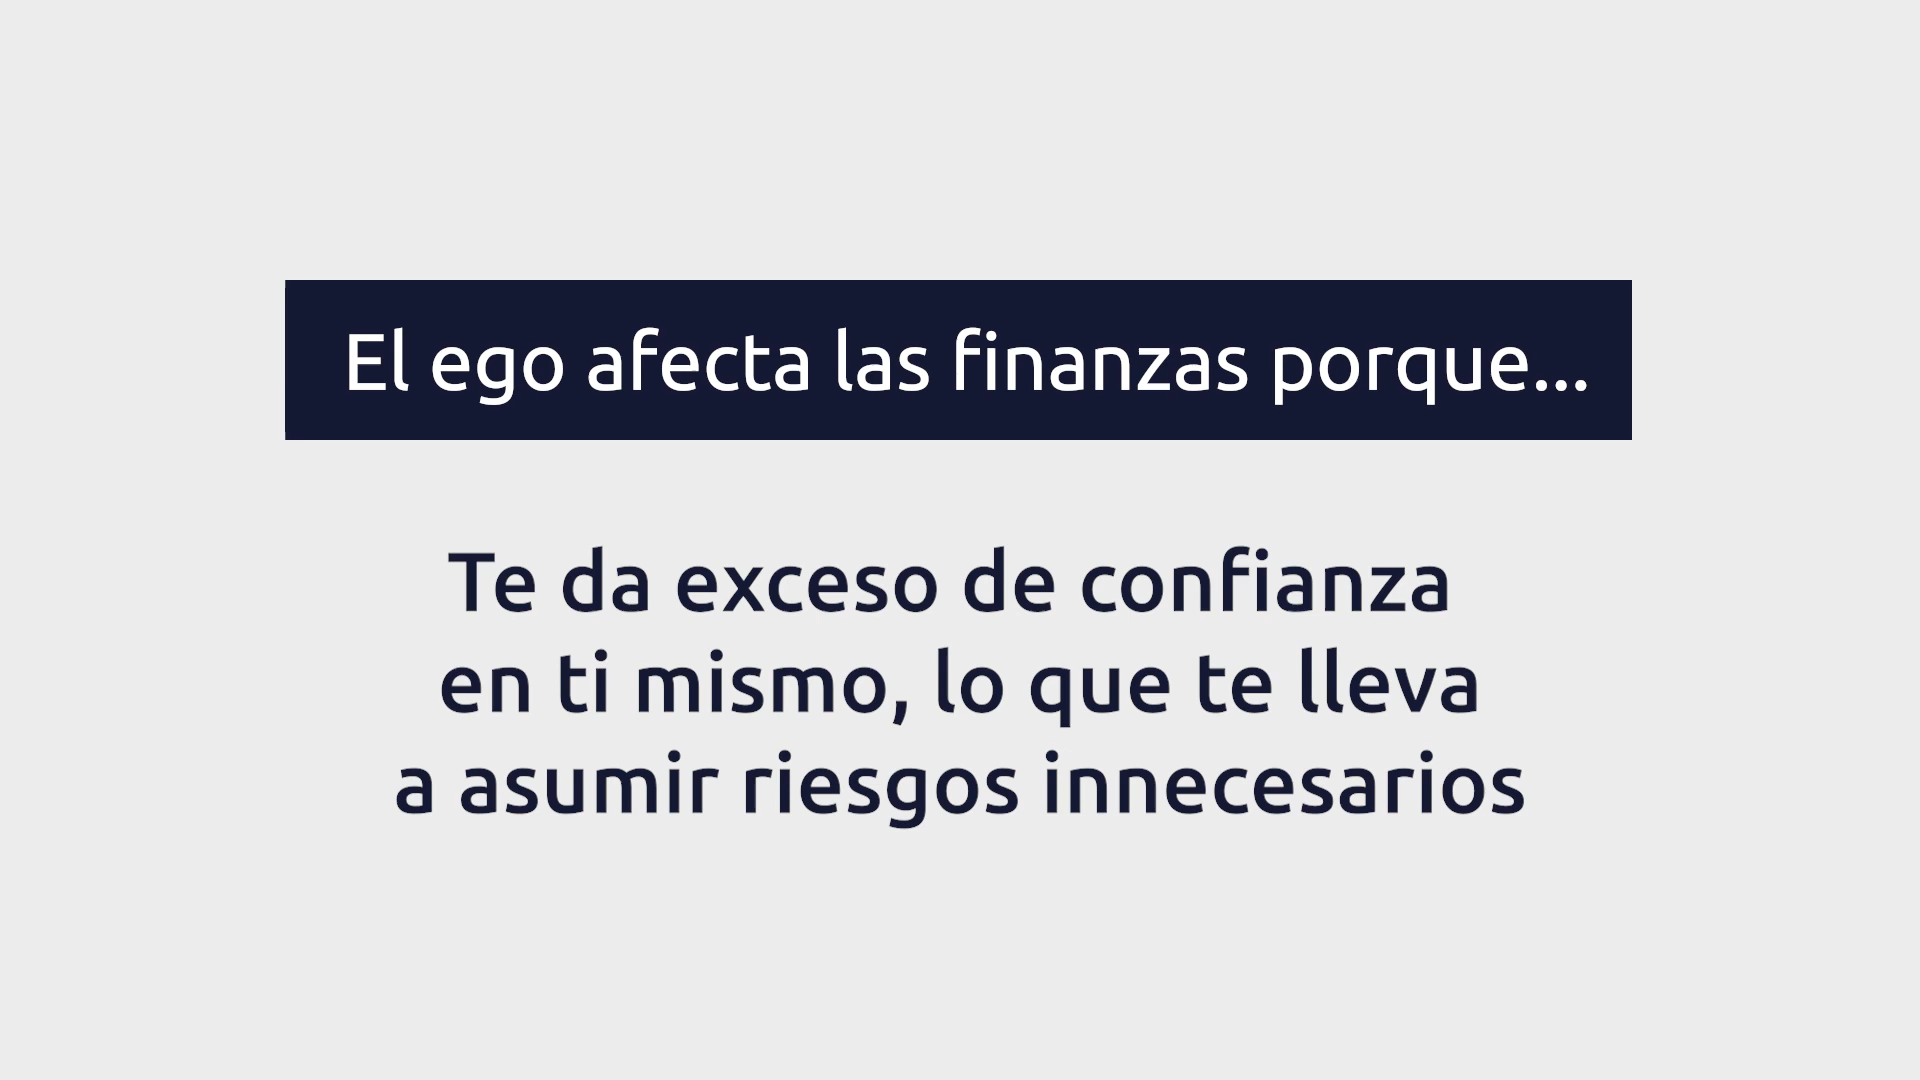 El ego afecta las finanzas porque...
Te da exceso de confianza
en ti mismo, lo que te lleva
a asumir riesgos innecesarios